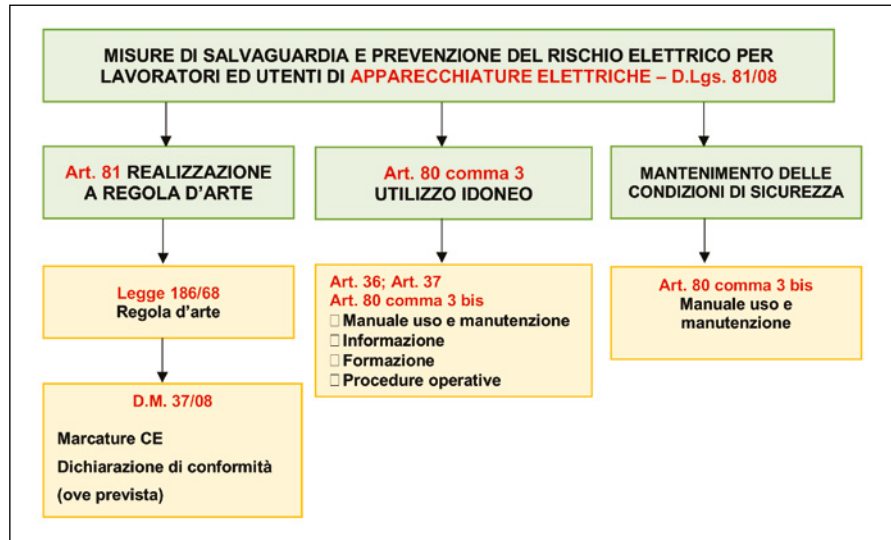 MISURE DI SALVAGUARDIA E PREVENZIONE DEL RISCHIO ELETTRICO PER
LAVORATORI ED UTENTI DI APPARECCHIATURE ELETTRICHE – D.Lgs. 81/08
Art. 81 REALIZZAZIONE
A REGOLA D'ARTE
Art. 80 comma 3
UTILIZZO IDONEO
MANTENIMENTO DELLE
CONDIZIONI DI SICUREZZA
Legge 186/68
Regola d'arte
Art. 36; Art. 37
Art. 80 comma 3 bis
□ Manuale uso e manutenzione
□ Informazione
□ Formazione
□ Procedure operative
Art. 80 comma 3 bis
Manuale uso e
manutenzione
D.M. 37/08
Marcature CE
Dichiarazione di conformità
(ove prevista)